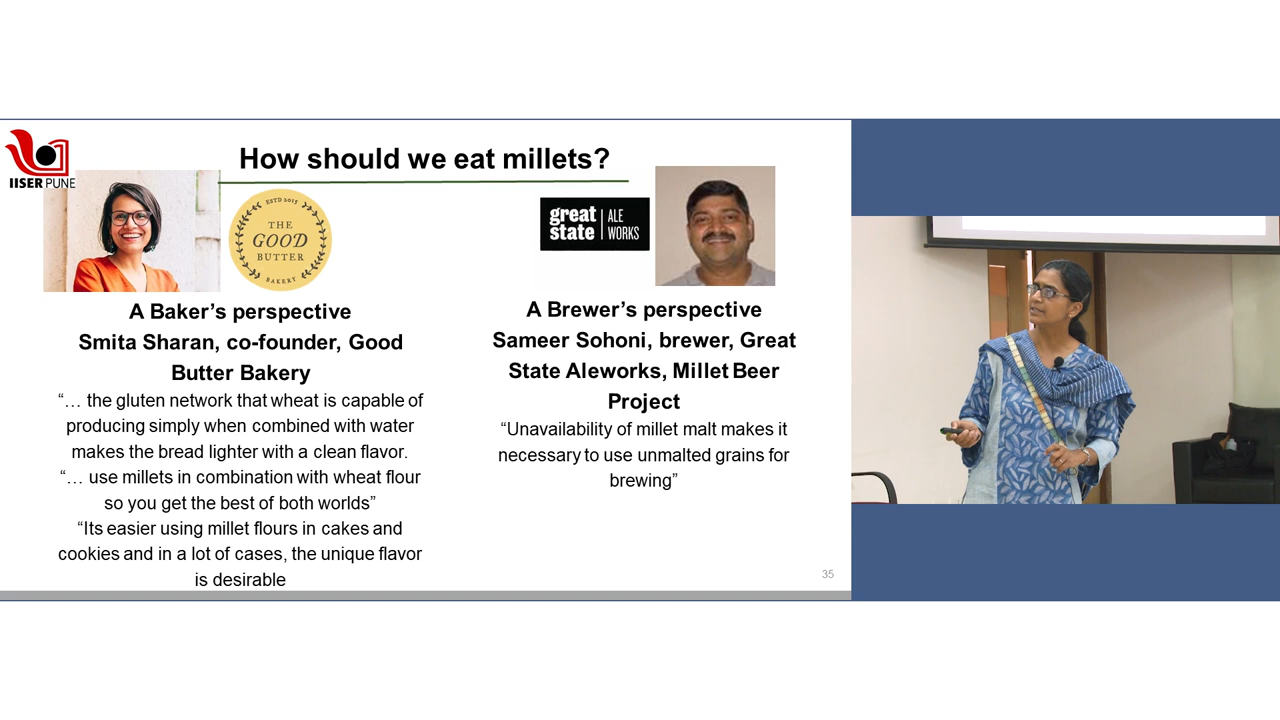 How should we eat millets?
IISER PUNE
ESTD 2015
THE
GOOD
BUTTER
BAKERY
great
state
ALE
WORKS
A Baker’s perspective
Smita Sharan, co-founder, Good
Butter Bakery
“… the gluten network that wheat is capable of
producing simply when combined with water
makes the bread lighter with a clean flavor.
“… use millets in combination with wheat flour
so you get the best of both worlds”
“Its easier using millet flours in cakes and
cookies and in a lot of cases, the unique flavor
is desirable
A Brewer’s perspective
Sameer Sohoni, brewer, Great
State Aleworks, Millet Beer
Project
“Unavailability of millet malt makes it
necessary to use unmalted grains for
brewing”
35